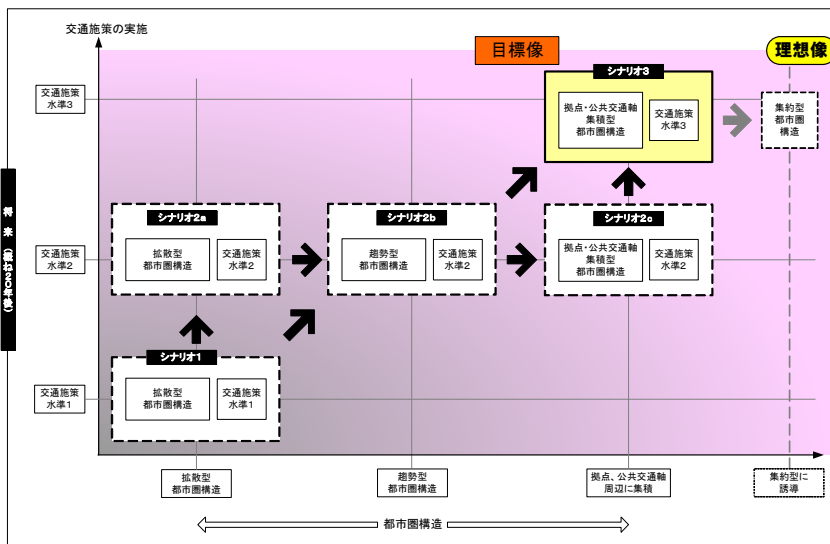 交通施策の実施
目標像
理想像
シナリオ3
交通施策
水準3
拠点・公共交通軸
集積型
都市圏構造
交通施策
水準3
集約型
都市圏
構造
将来（概ね20年後）
シナリオ2a
シナリオ2b
シナリオ2c
交通施策
水準2
拡散型
都市圏構造
交通施策
水準2
趨勢型
都市圏構造
交通施策
水準2
拠点・公共交通軸
集積型
都市圏構造
交通施策
水準2
シナリオ1
交通施策
水準1
拡散型
都市圏構造
交通施策
水準1
拡散型
都市圏構造
趨勢型
都市圏構造
拠点、公共交通軸
周辺に集積
集約型に
誘導
都市圏構造